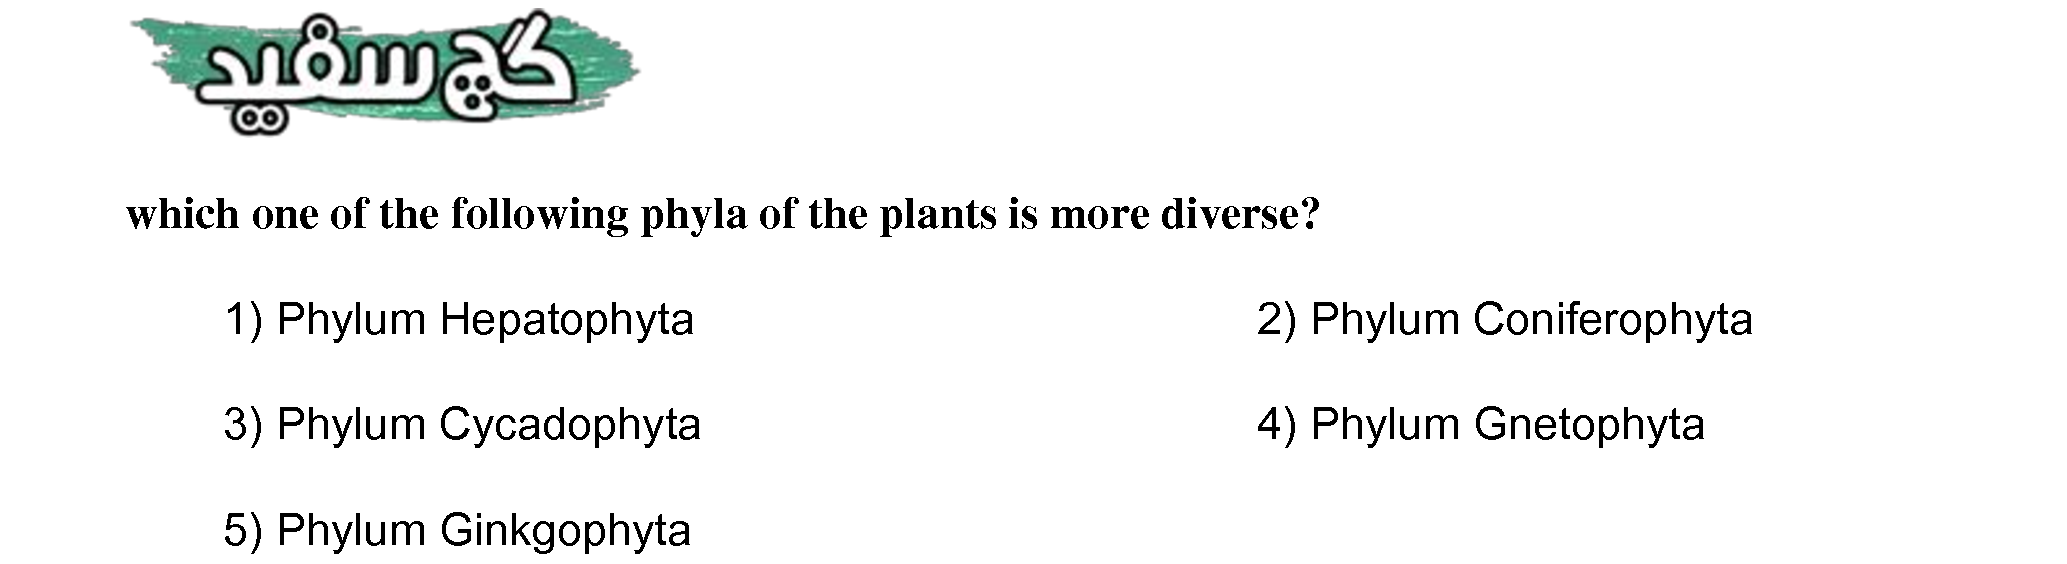 گچ سفید
which one of the following phyla of the plants is more diverse?
1) Phylum Hepatophyta 2) Phylum Coniferophyta
3) Phylum Cycadophyta 4) Phylum Gnetophyta
5) Phylum Ginkgophyta